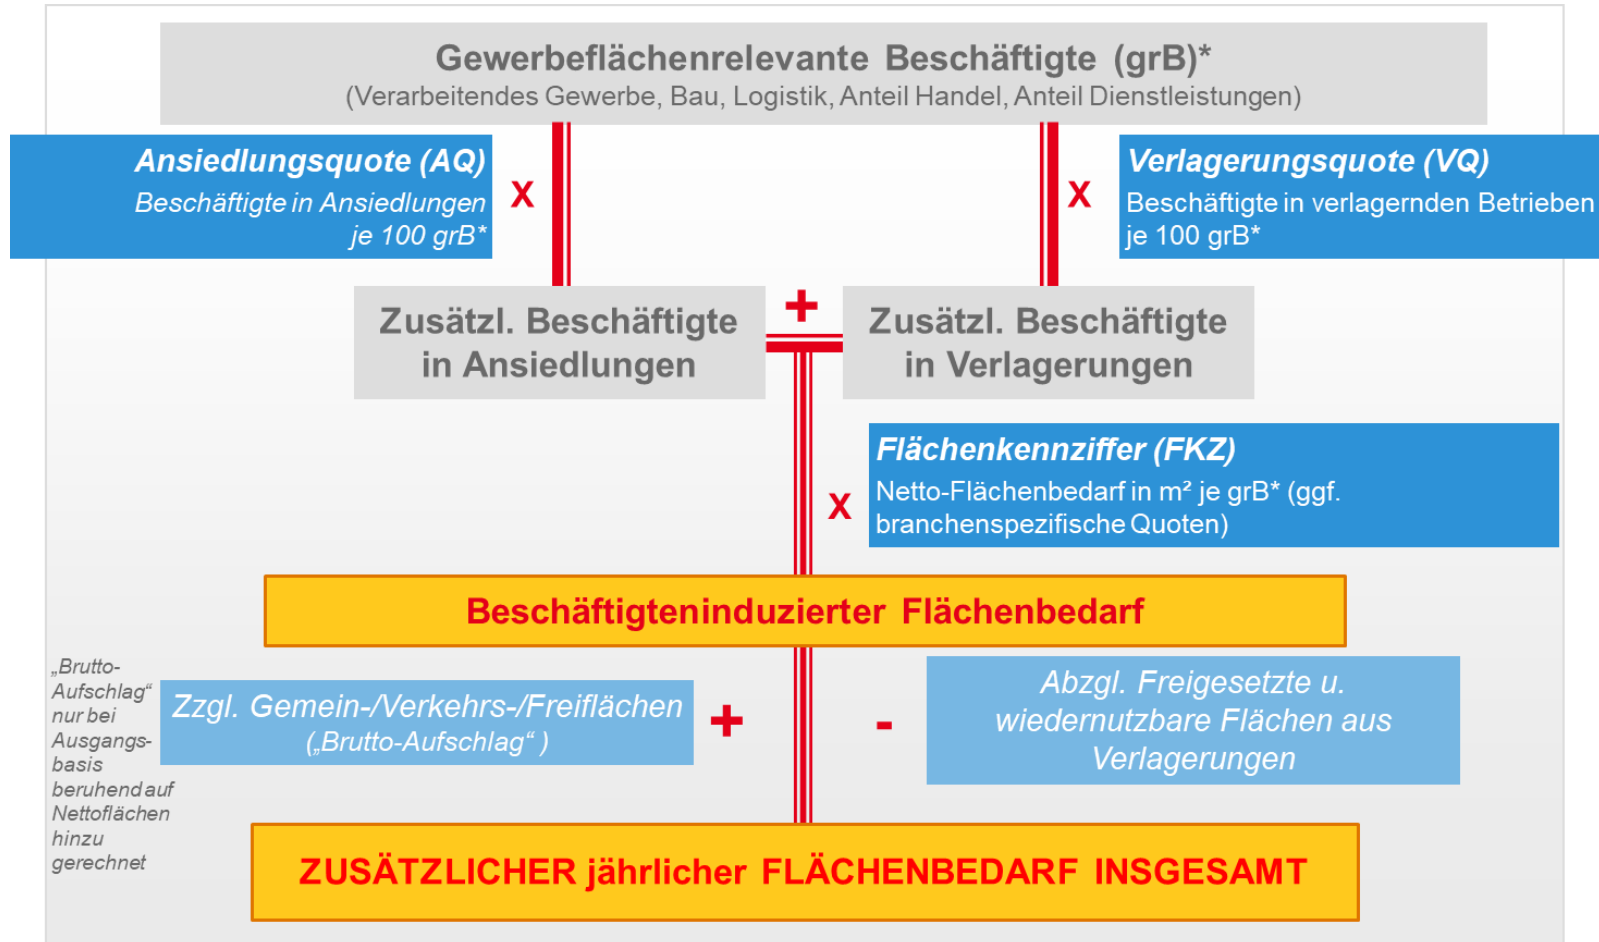 Gewerbeflächenrelevante Beschäftigte (grB)*
(Verarbeitendes Gewerbe, Bau, Logistik, Anteil Handel, Anteil Dienstleistungen)
Ansiedlungsquote (AQ)
Beschäftigte in Ansiedlungen
je 100 grB*
x
x
Verlagerungsquote (VQ)
Beschäftigte in verlagernden Betrieben
je 100 grB*
Zusätzl. Beschäftigte
in Ansiedlungen
+
Zusätzl. Beschäftigte
in Verlagerungen
x
Flächenkennziffer (FKZ)
Netto-Flächenbedarf in m² je grB* (ggf.
branchenspezifische Quoten)
Beschäftigteninduzierter Flächenbedarf
„Brutto-
Aufschlag“
nur bei
Ausgangs-
basis
beruhend auf
Nettoflächen
hinzu
gerechnet
Zzgl. Gemein-/Verkehrs-/Freiflächen
(„Brutto-Aufschlag“ )
+
-
Abzgl. Freigesetzte u.
wiedernutzbare Flächen aus
Verlagerungen
ZUSÄTZLICHER jährlicher FLÄCHENBEDARF INSGESAMT